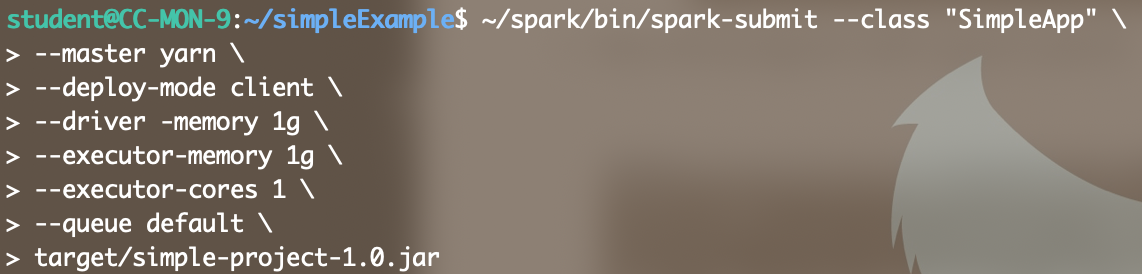 student@CC-MON-9:~/simpleExample$ ~/spark/bin/spark-submit --class "SimpleApp" \
> --master yarn \
> --deploy-mode client \
> --driver -memory 1g \
> --executor-memory 1g \
> --executor-cores 1 \
> --queue default \
> target/simple-project-1.0.jar